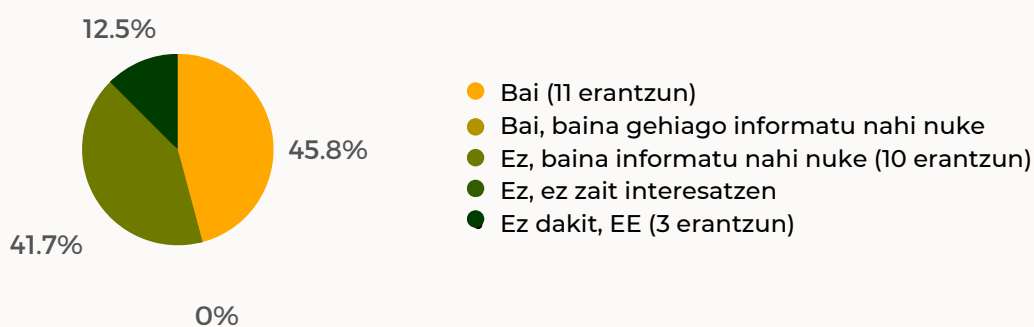 12.5%
45.8%
41.7%
0%
Bai (11 erantzun)
Bai, baina gehiago informatu nahi nuke
Ez, baina informatu nahi nuke (10 erantzun)
Ez, ez zait interesatzen
Ez dakit, EE (3 erantzun)